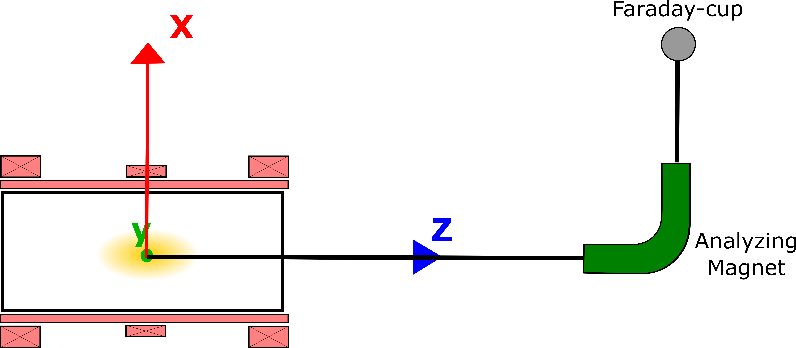 Faraday-cup
x
y
z
Analyzing
Magnet